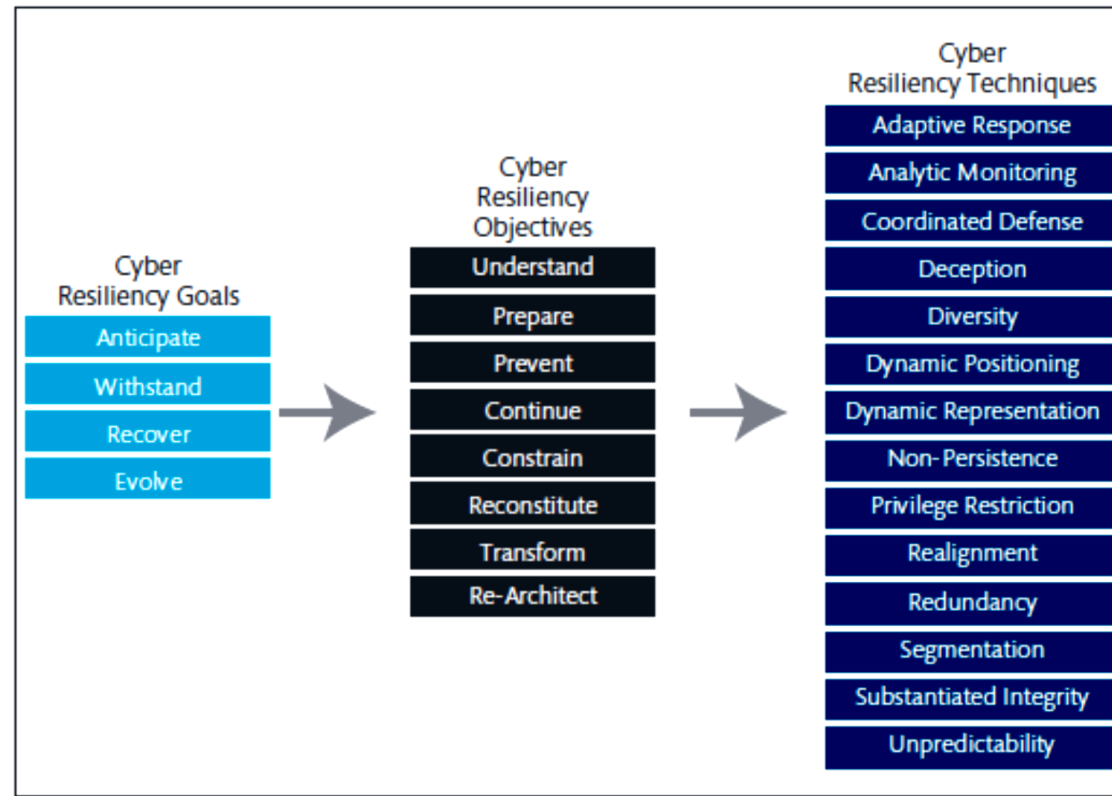 Cyber
Resiliency Goals
Anticipate
Withstand
Recover
Evolve
Cyber
Resiliency
Objectives
Understand
Prepare
Prevent
Continue
Constrain
Reconstitute
Transform
Re-Architect
Cyber
Resiliency Techniques
Adaptive Response
Analytic Monitoring
Coordinated Defense
Deception
Diversity
Dynamic Positioning
Dynamic Representation
Non-Persistence
Privilege Restriction
Realignment
Redundancy
Segmentation
Substantiated Integrity
Unpredictability